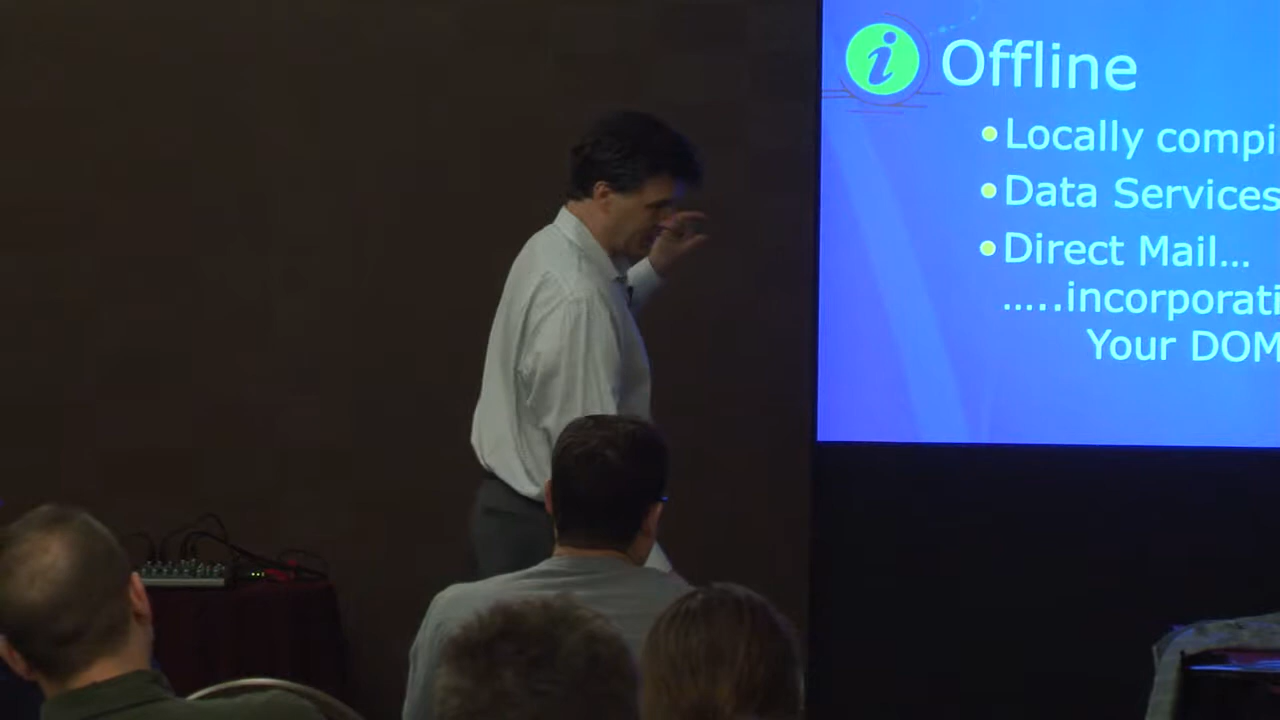 i Offline
•Locally compi
•Data Services
•Direct Mail…
…..incorporati
Your DOM